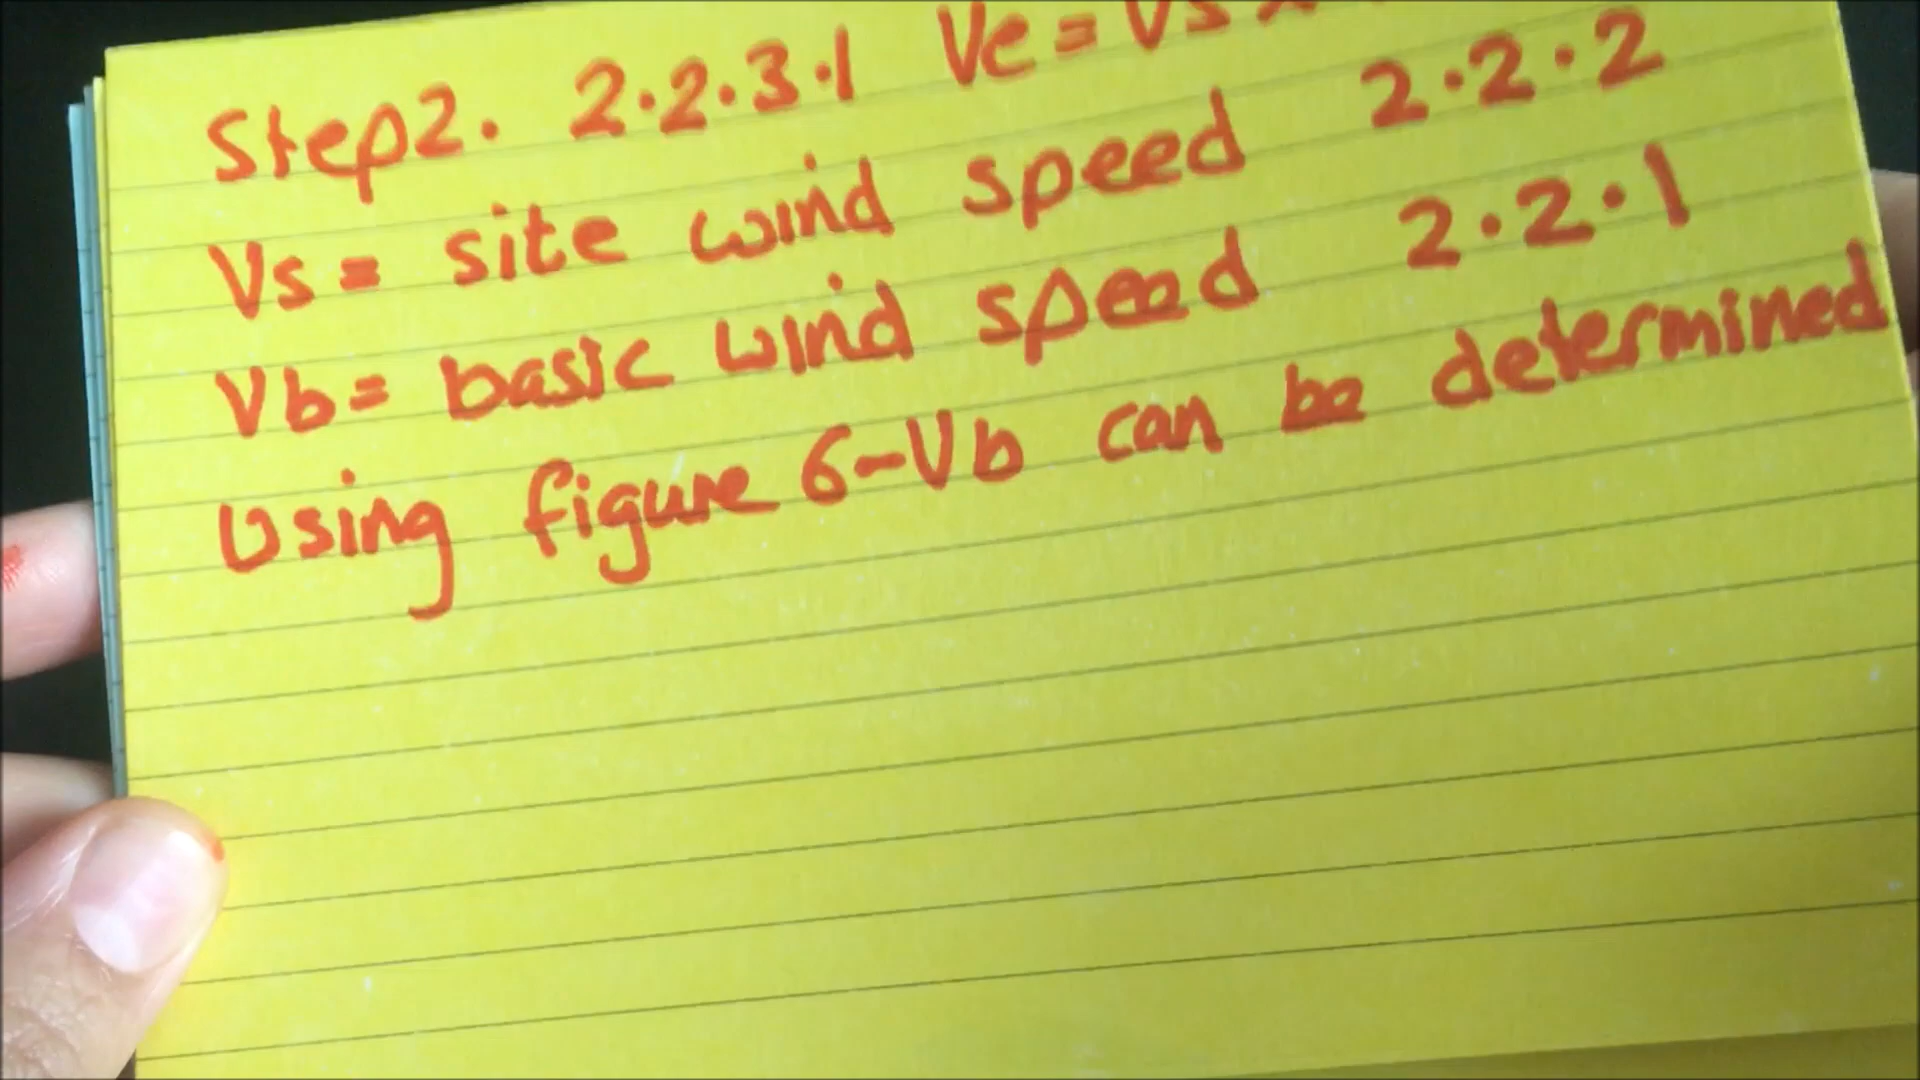 Step2. 2.2.3.1 Ve = Vs x
Vs = site wind speed 2.2.2
Vb = basic wind speed 2.2.1
Using figure 6-Vb can be determined